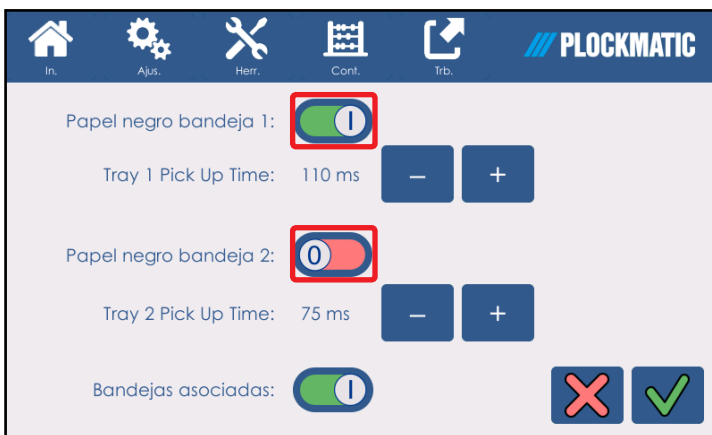 In. Ajus. Herr. Cont. Trb. PLOCKMATIC
Papel negro bandeja 1: I
Tray 1 Pick Up Time: 110 ms – +
Papel negro bandeja 2: 0
Tray 2 Pick Up Time: 75 ms – +
Bandejas asociadas: I